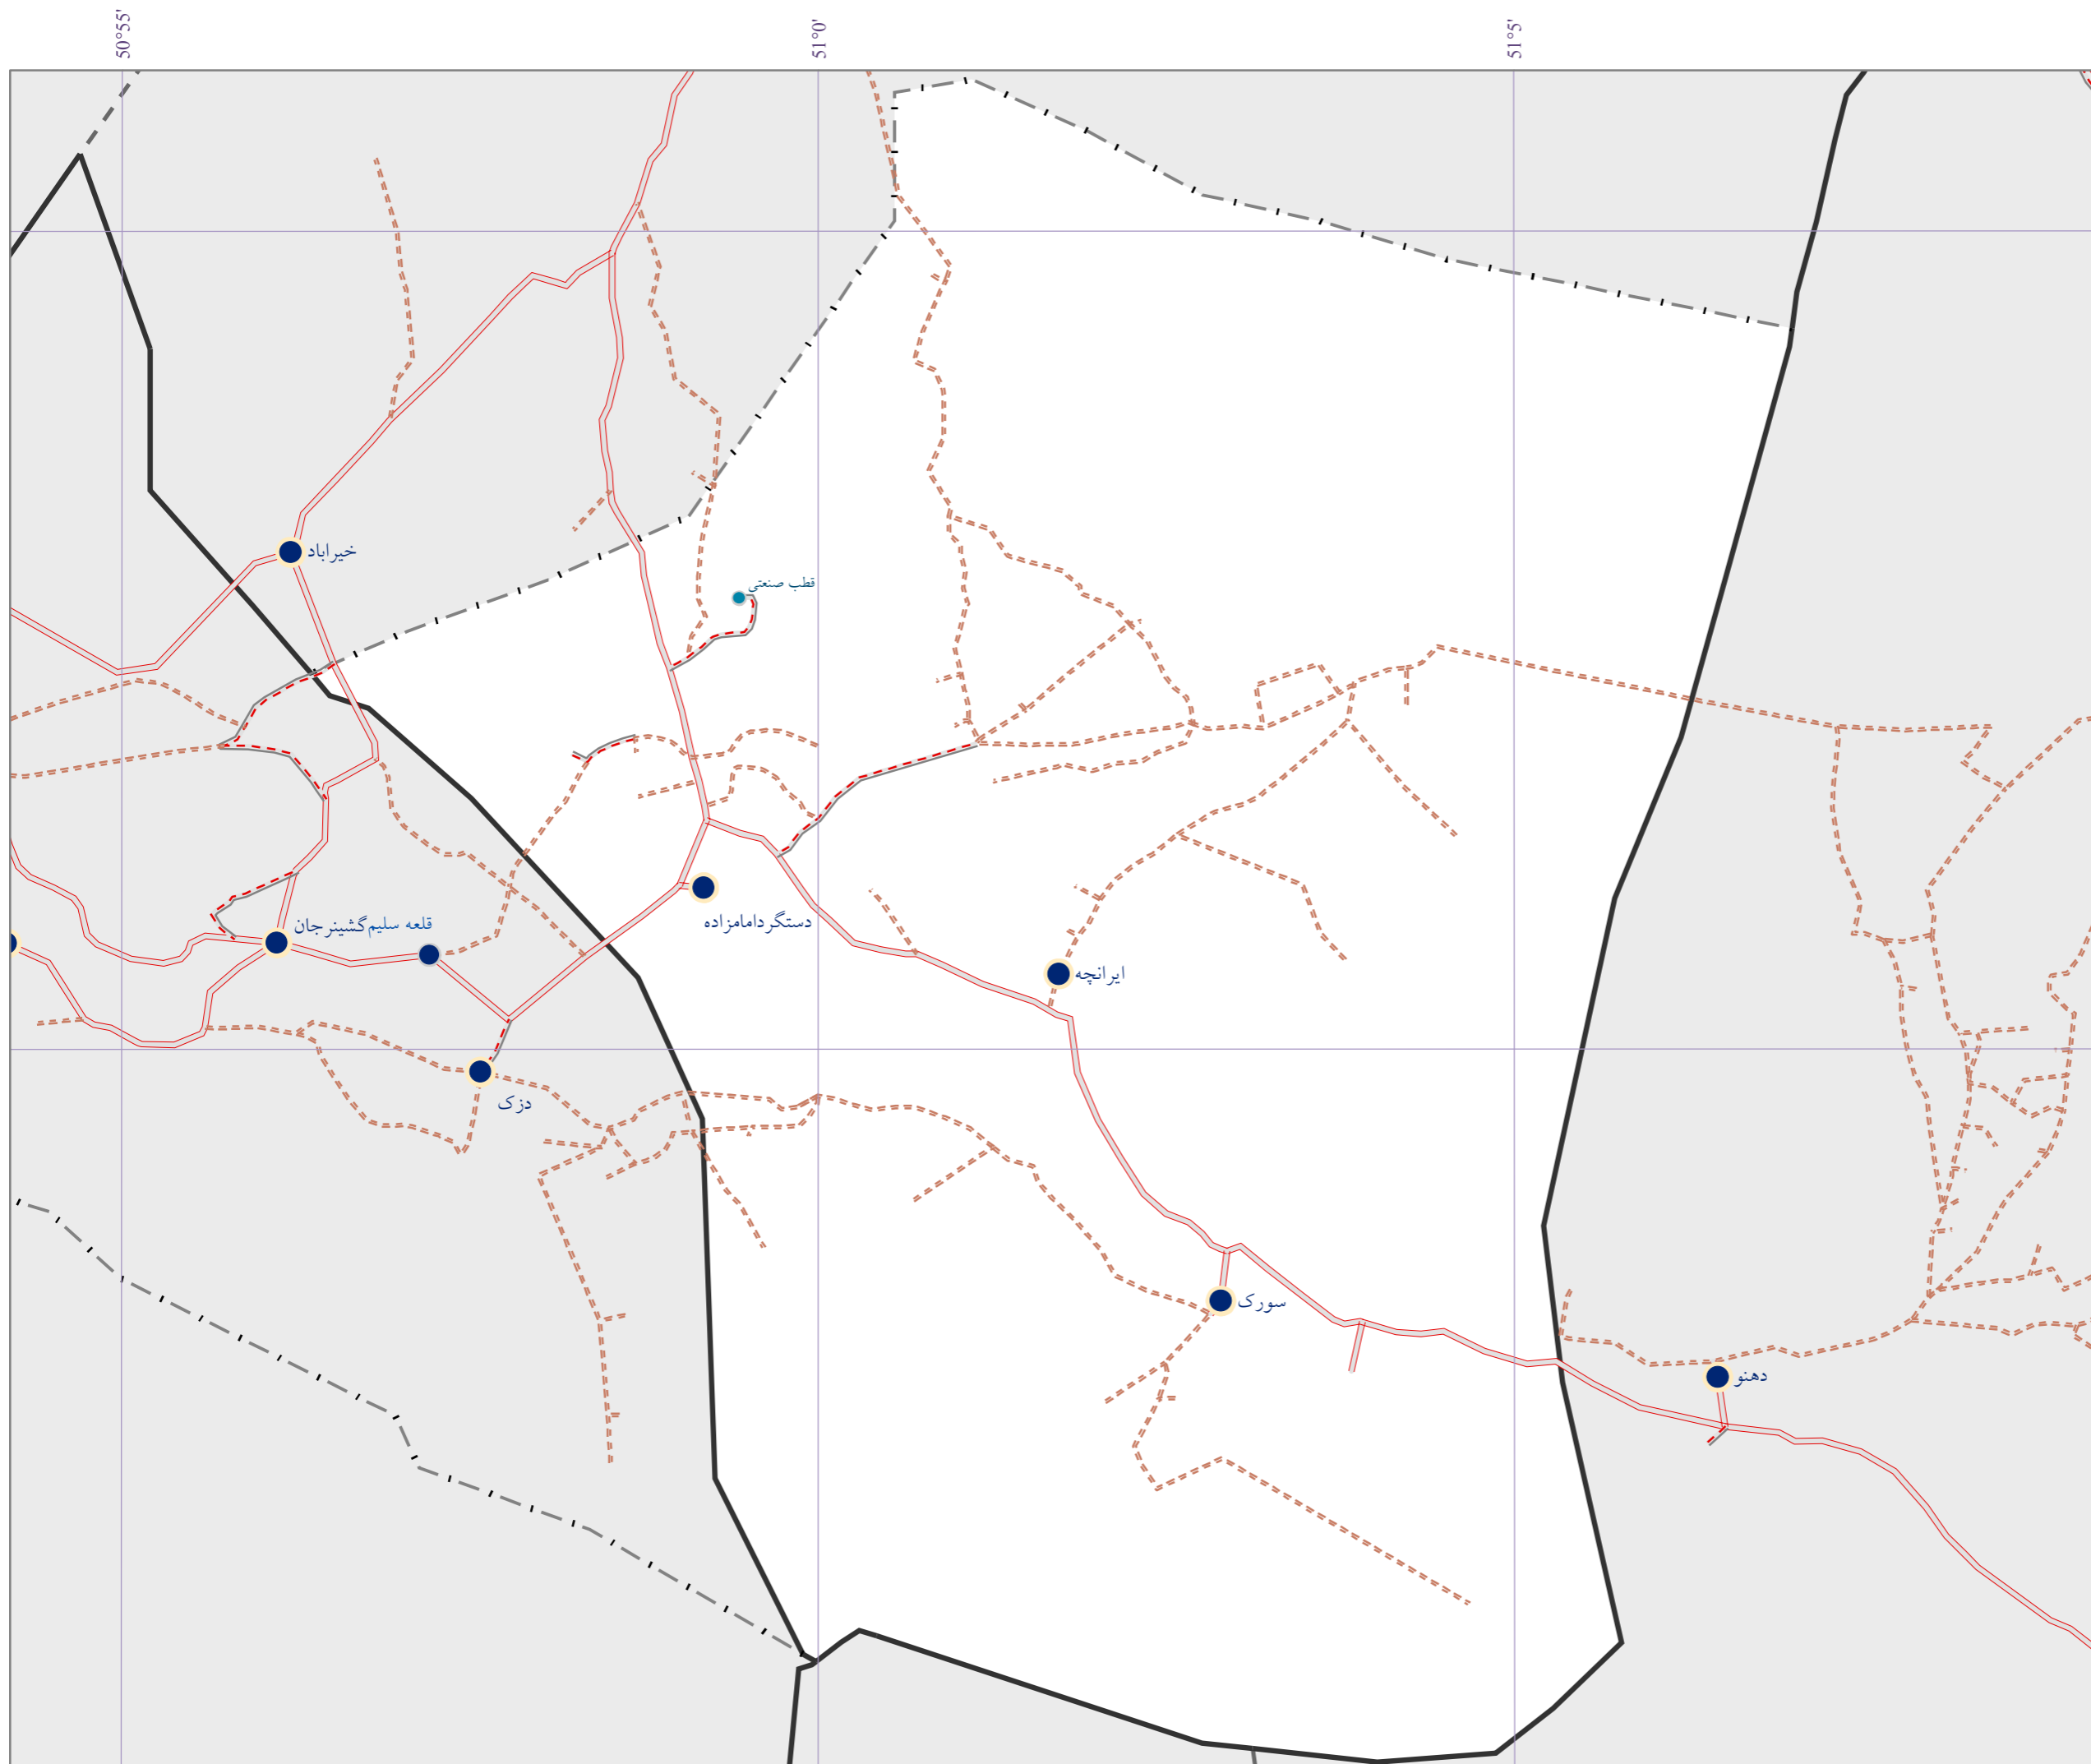 50°55'
51°0'
51°5'
خیراباد
قطب صنعتی
دستگردامامزاده
قلعه سلیم
گشینرجان
ایرانچه
دزک
سورک
دهنو